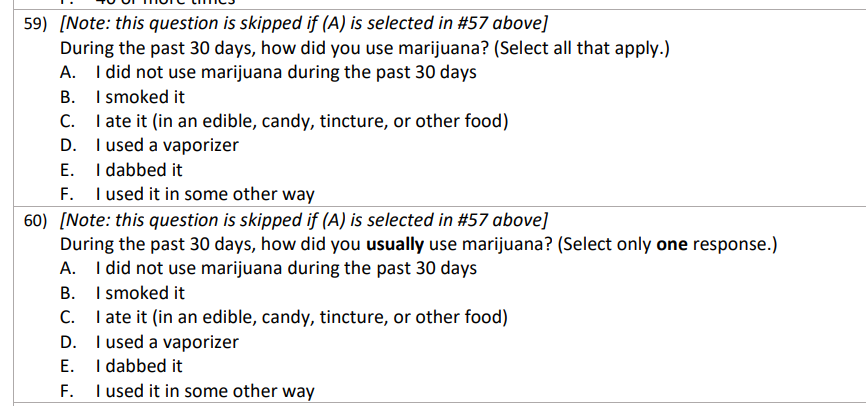 59) [Note: this question is skipped if (A) is selected in #57 above]
During the past 30 days, how did you use marijuana? (Select all that apply.)
A. I did not use marijuana during the past 30 days
B. I smoked it
C. I ate it (in an edible, candy, tincture, or other food)
D. I used a vaporizer
E. I dabbed it
F. I used it in some other way
60) [Note: this question is skipped if (A) is selected in #57 above]
During the past 30 days, how did you usually use marijuana? (Select only one response.)
A. I did not use marijuana during the past 30 days
B. I smoked it
C. I ate it (in an edible, candy, tincture, or other food)
D. I used a vaporizer
E. I dabbed it
F. I used it in some other way